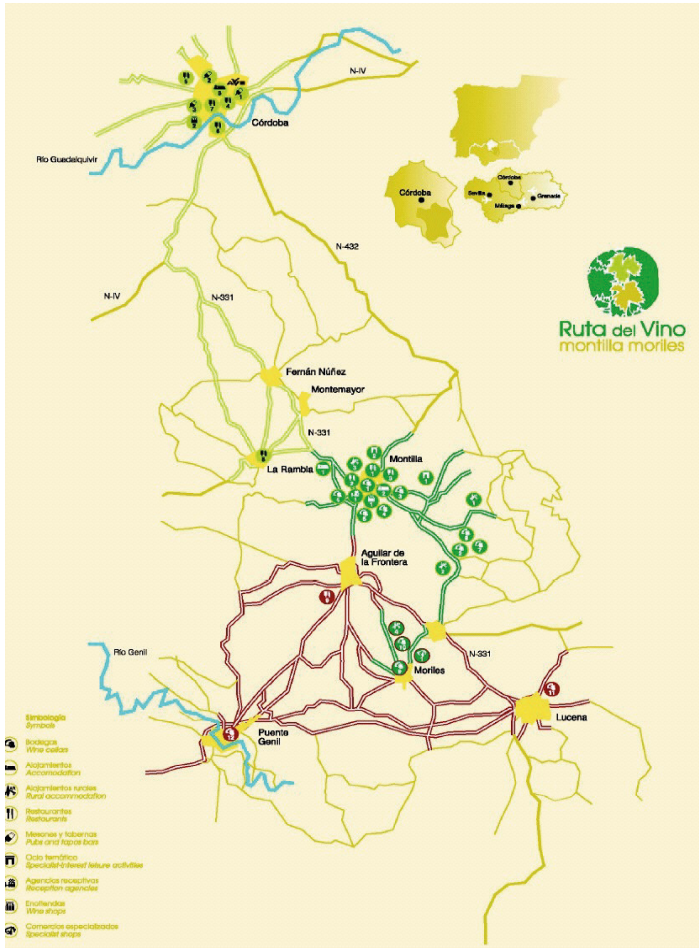 N-IV
Córdoba
Río Guadalquivir
Córdoba
Córdoba
Sevilla
Granada
Málaga
N-432
N-IV
N-331
Ruta del Vino
montilla moriles
Fernán Núñez
Montemayor
N-331
La Rambla
Montilla
Aguilar de
la Frontera
Río Genil
N-331
Moriles
Lucena
Puente
Genil
Simbología
Symbols
Bodegas
Wine cellars
Alojamientos
Accomodation
Alojamientos rurales
Rural accommodation
Restaurantes
Restaurants
Mesones y tabernas
Pubs and tapas bars
Ocio temático
Specialist-interest leisure activities
Agencias receptivas
Reception agencies
Enotiendas
Wine shops
Comercios especializados
Specialist shops